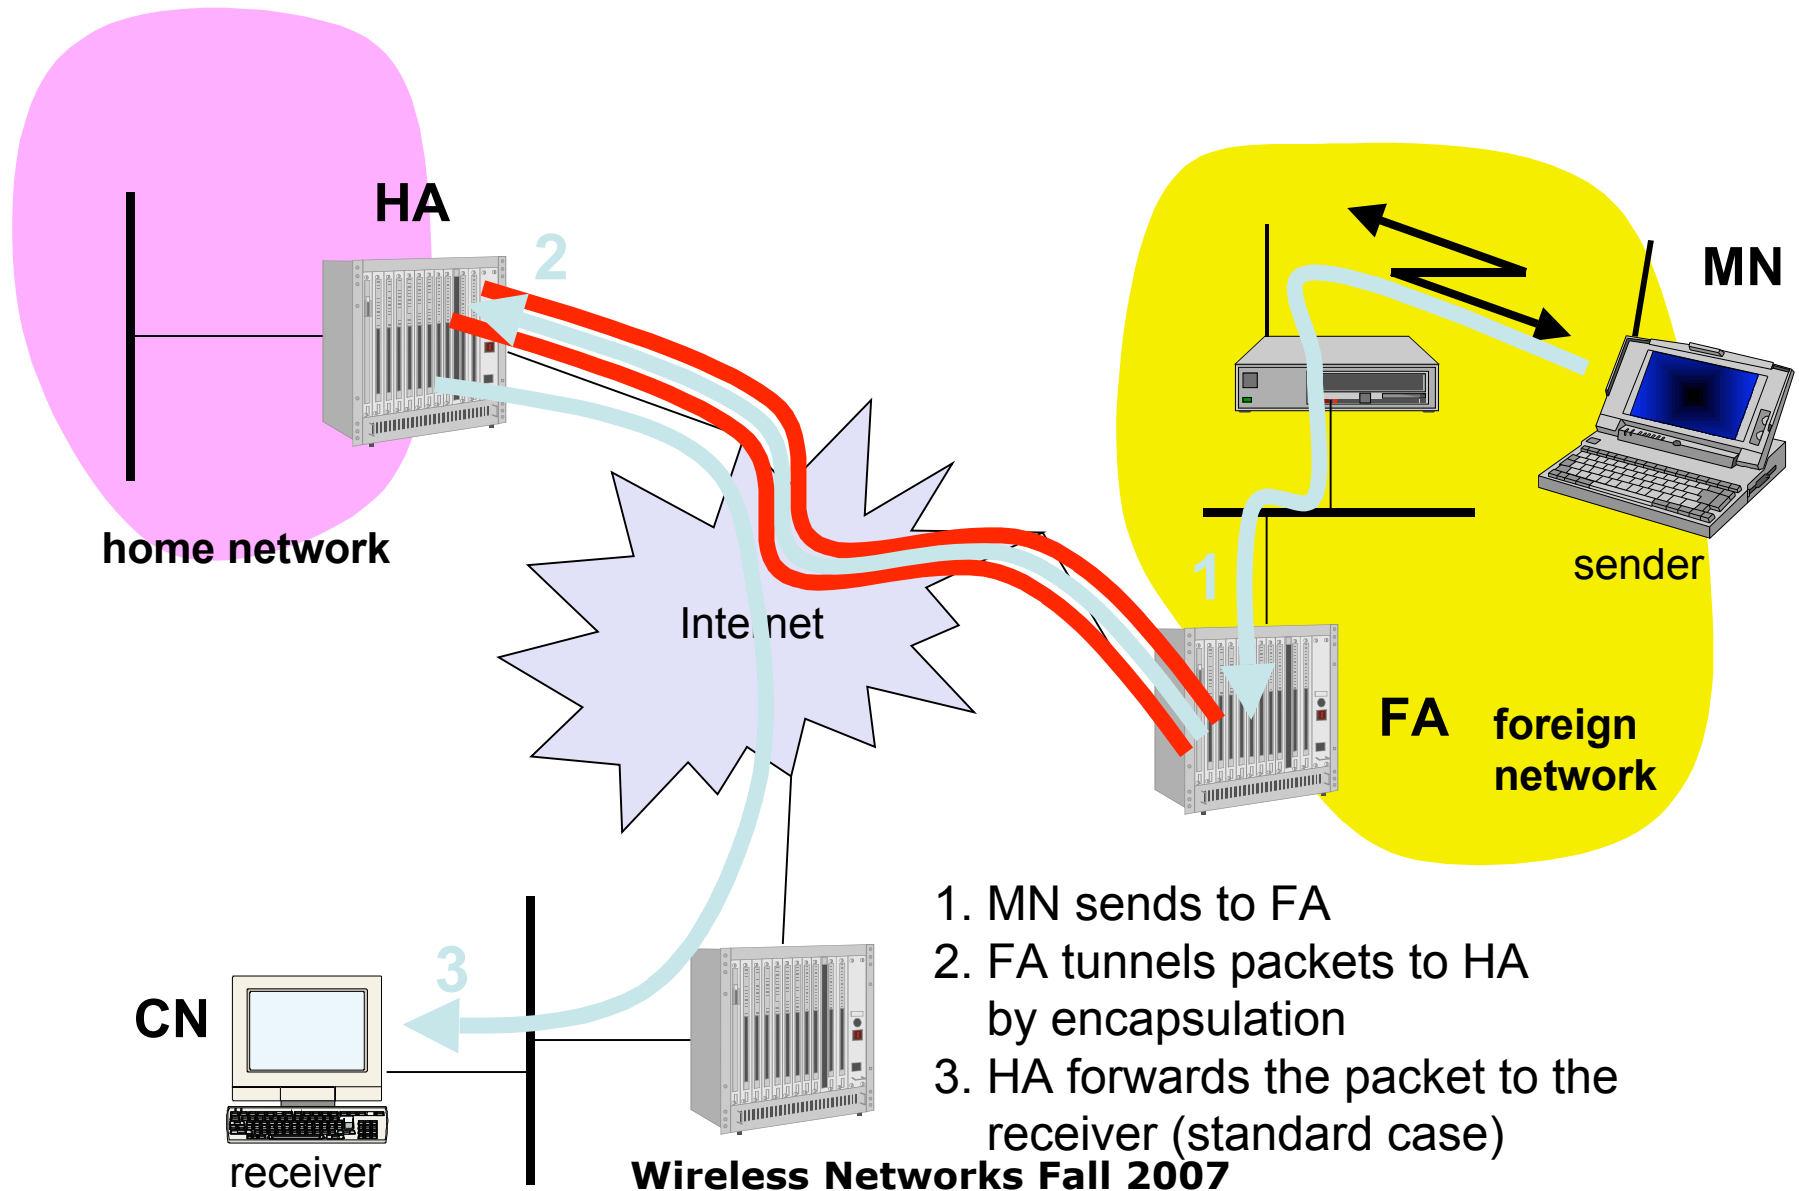 HA
2
MN
home network
sender
1
Internet
FA
foreign
network
1. MN sends to FA
2. FA tunnels packets to HA
by encapsulation
3. HA forwards the packet to the
receiver (standard case)
3
CN
receiver
Wireless Networks Fall 2007